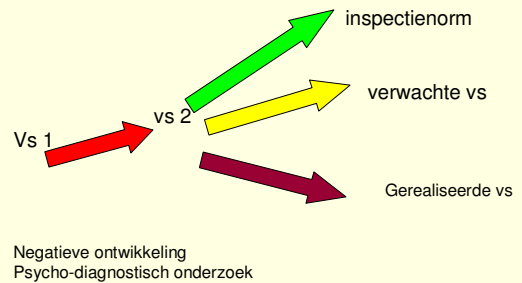 inspectienorm
verwachte vs
vs 2
Vs 1
Gerealiseerde vs
Negatieve ontwikkeling
Psycho-diagnostisch onderzoek